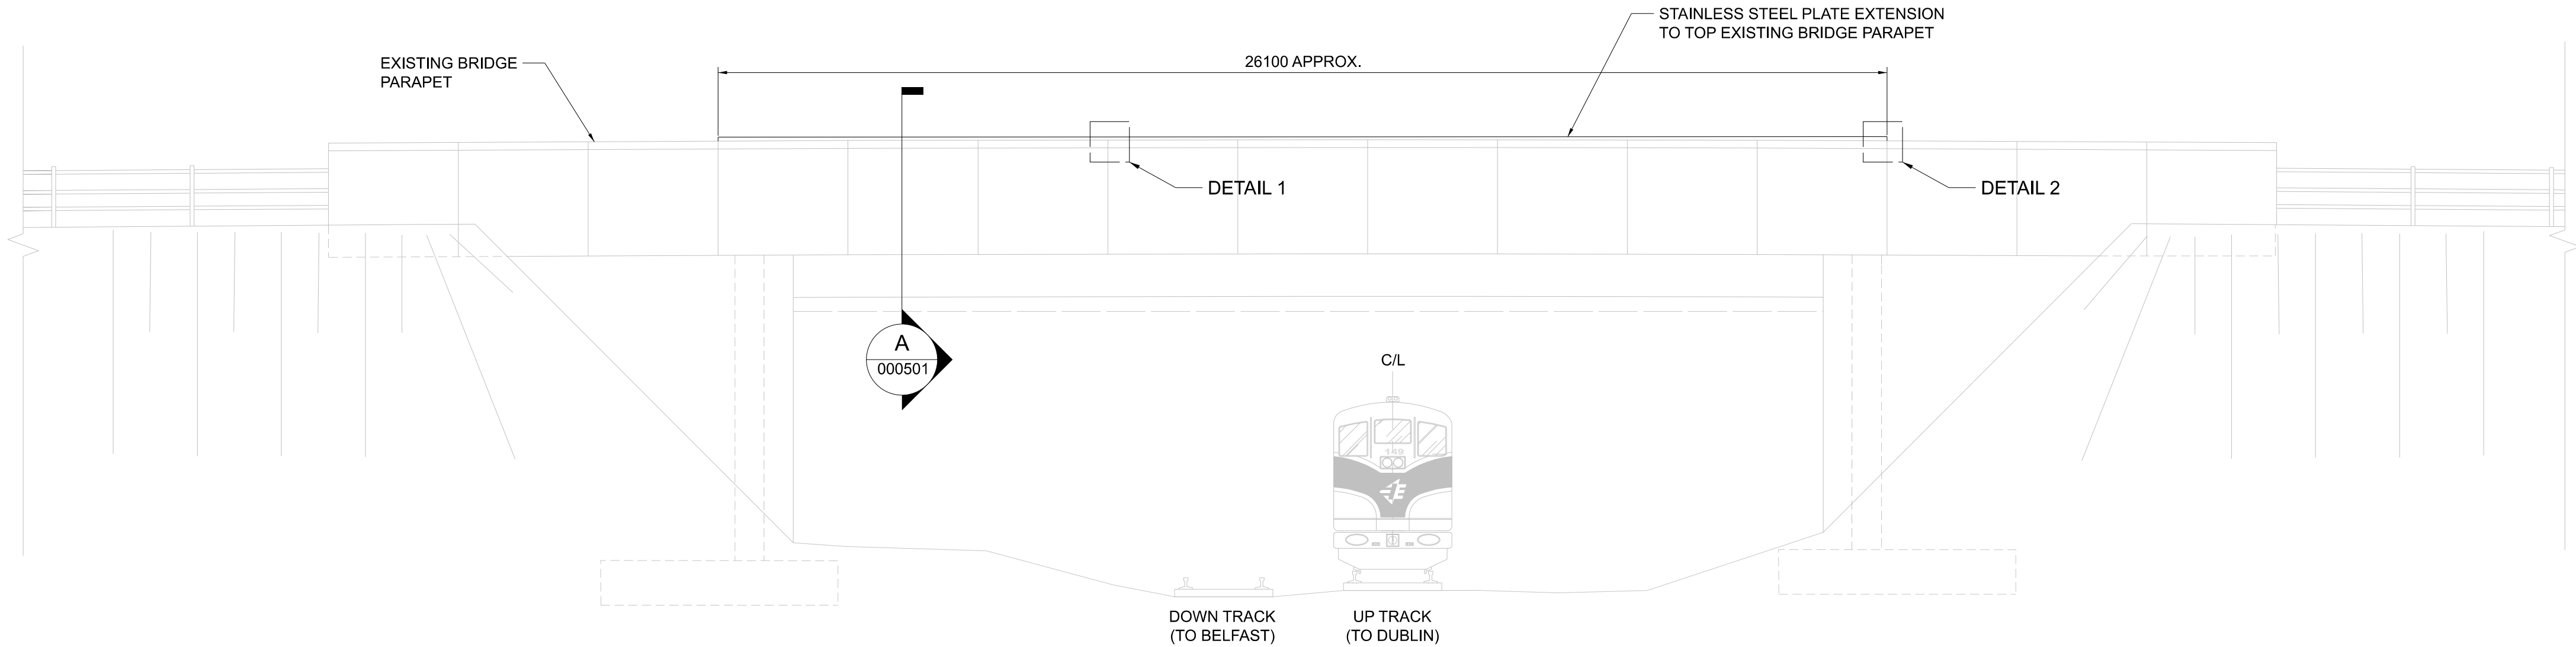 STAINLESS STEEL PLATE EXTENSION
TO TOP EXISTING BRIDGE PARAPET
EXISTING BRIDGE
PARAPET
26100 APPROX.
DETAIL 1
DETAIL 2
A
000501
C/L
149
DOWN TRACK
(TO BELFAST)
UP TRACK
(TO DUBLIN)